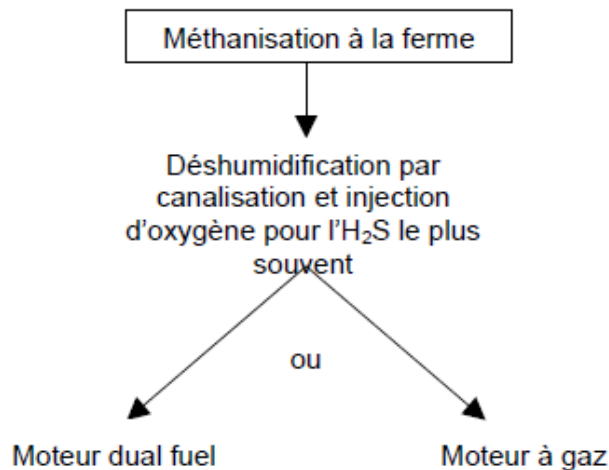 Méthanisation à la ferme
Déshumidification par
canalisation et injection
d'oxygène pour l'H₂S le plus
souvent
ou
Moteur dual fuel
Moteur à gaz